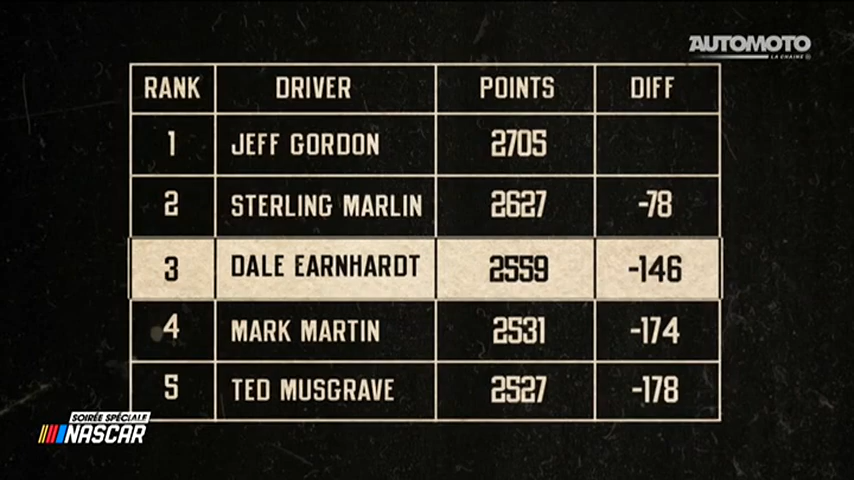 AUTOMOTO
LA CHAINE
RANK DRIVER POINTS DIFF
1 JEFF GORDON 2705
2 STERLING MARLIN 2627 -78
3 DALE EARNHARDT 2559 -146
4 MARK MARTIN 2531 -174
5 TED MUSGRAVE 2527 -178
SOIRÉE SPÉCIALE
NASCAR